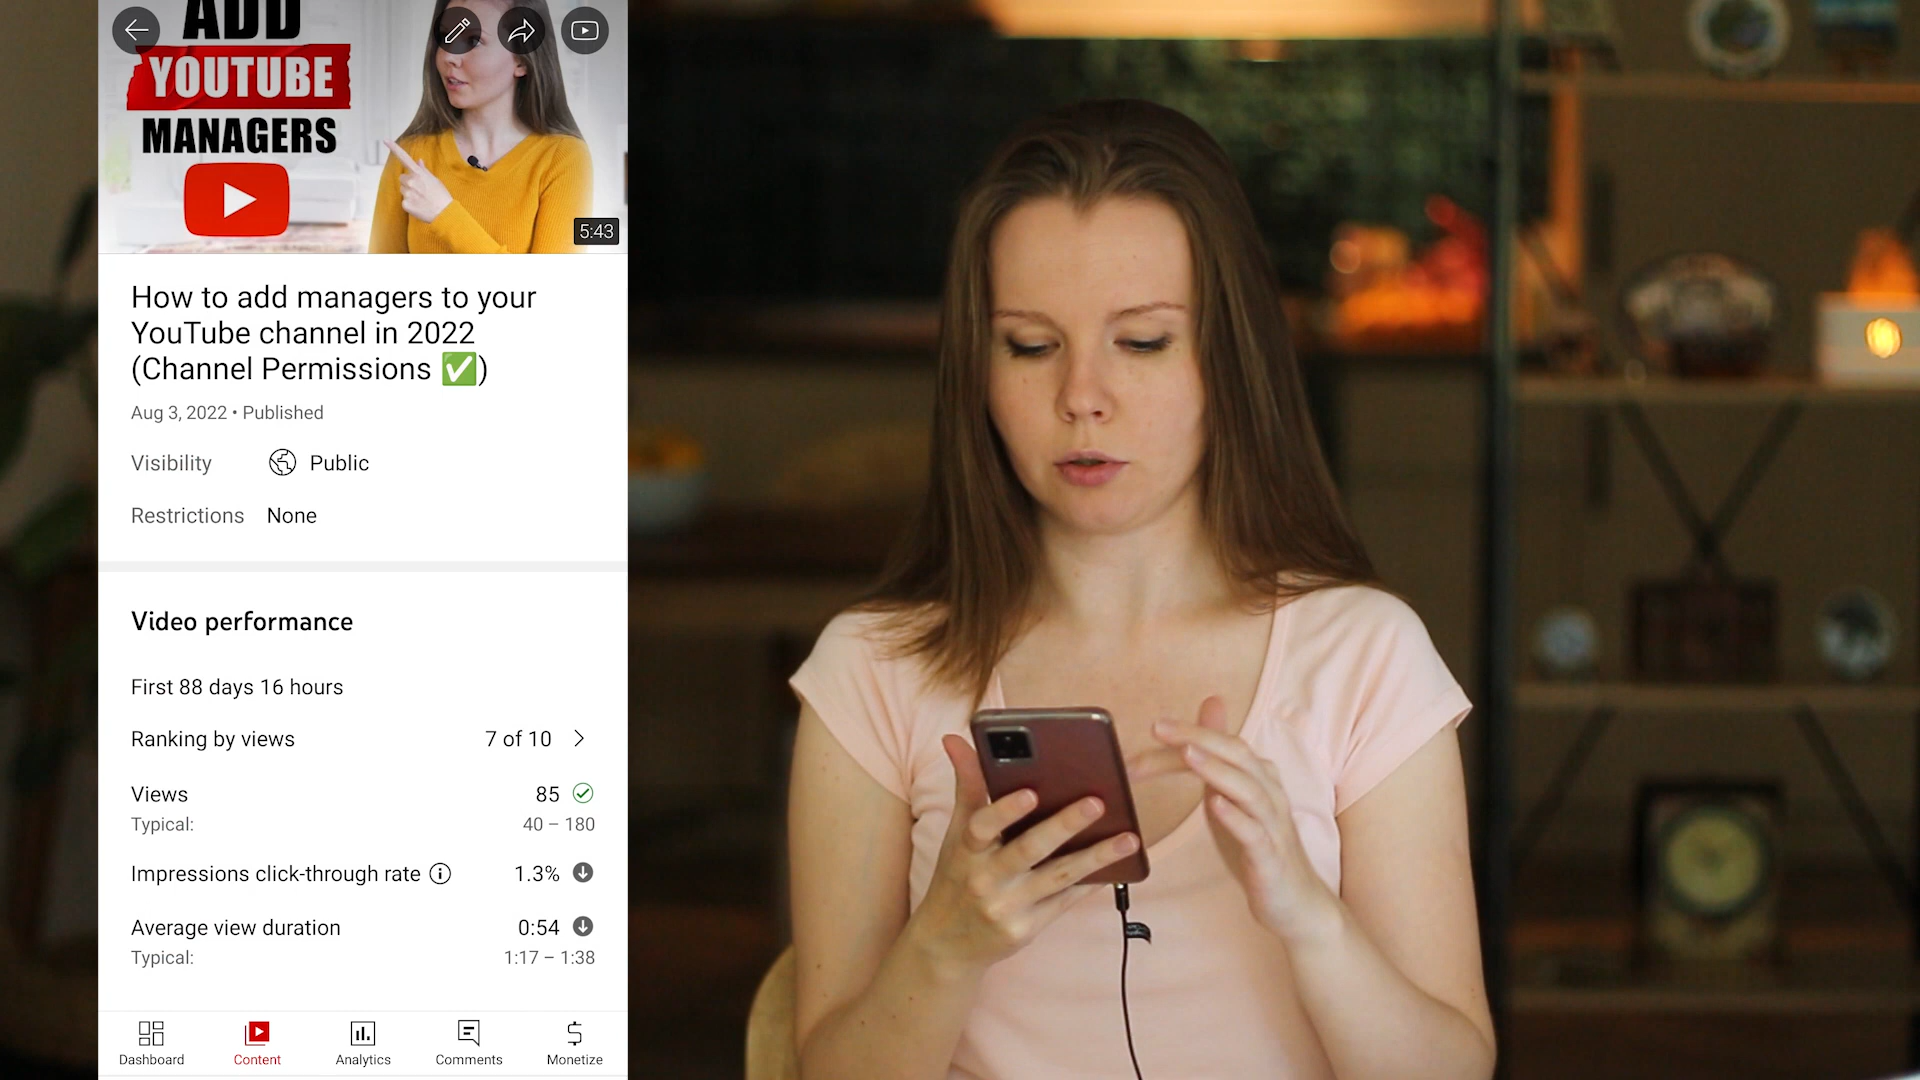 ADD
YOUTUBE
MANAGERS
5:43
How to add managers to your
YouTube channel in 2022
(Channel Permissions ✅)
Aug 3, 2022 • Published
Visibility Public
Restrictions None
Video performance
First 88 days 16 hours
Ranking by views 7 of 10
Views 85
Typical: 40 – 180
Impressions click-through rate 1.3%
Average view duration 0:54
Typical: 1:17 – 1:38
Dashboard Content Analytics Comments Monetize